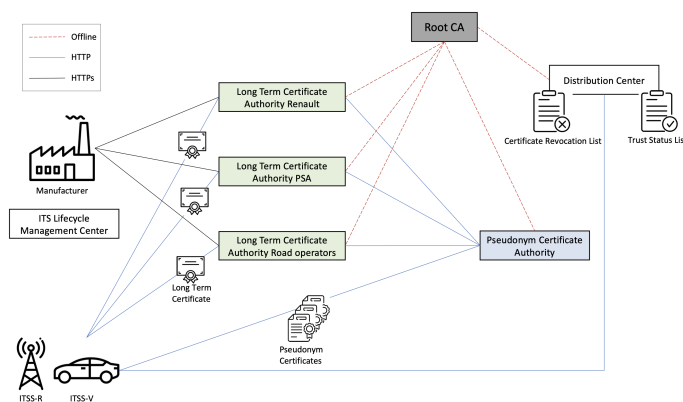 Root CA
Offline
HTTP
HTTPs
Long Term Certificate
Authority Renault
Distribution Center
Certificate Revocation List
Trust Status Lis
Manufacturer
Long Term Certificate
Authority PSA
ITS Lifecycle
Management Center
Long Term Certificate
Authority Road operators
Pseudonym Certificate
Authority
Long Term
Certificate
Pseudonym
Certificates
ITSS-R
ITSS-V